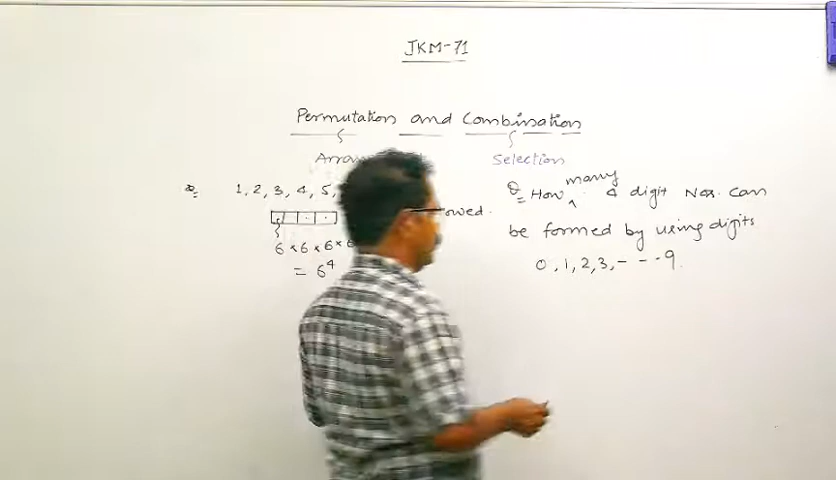 JKM-71
Permutation and Combination
Selection
Q= 1, 2, 3, 4, 5,
owed.
6 × 6 × 6 × 6
= 6⁴
Q= How many 4 digit Nos. can
be formed by using digits
0, 1, 2, 3, - - - 9.